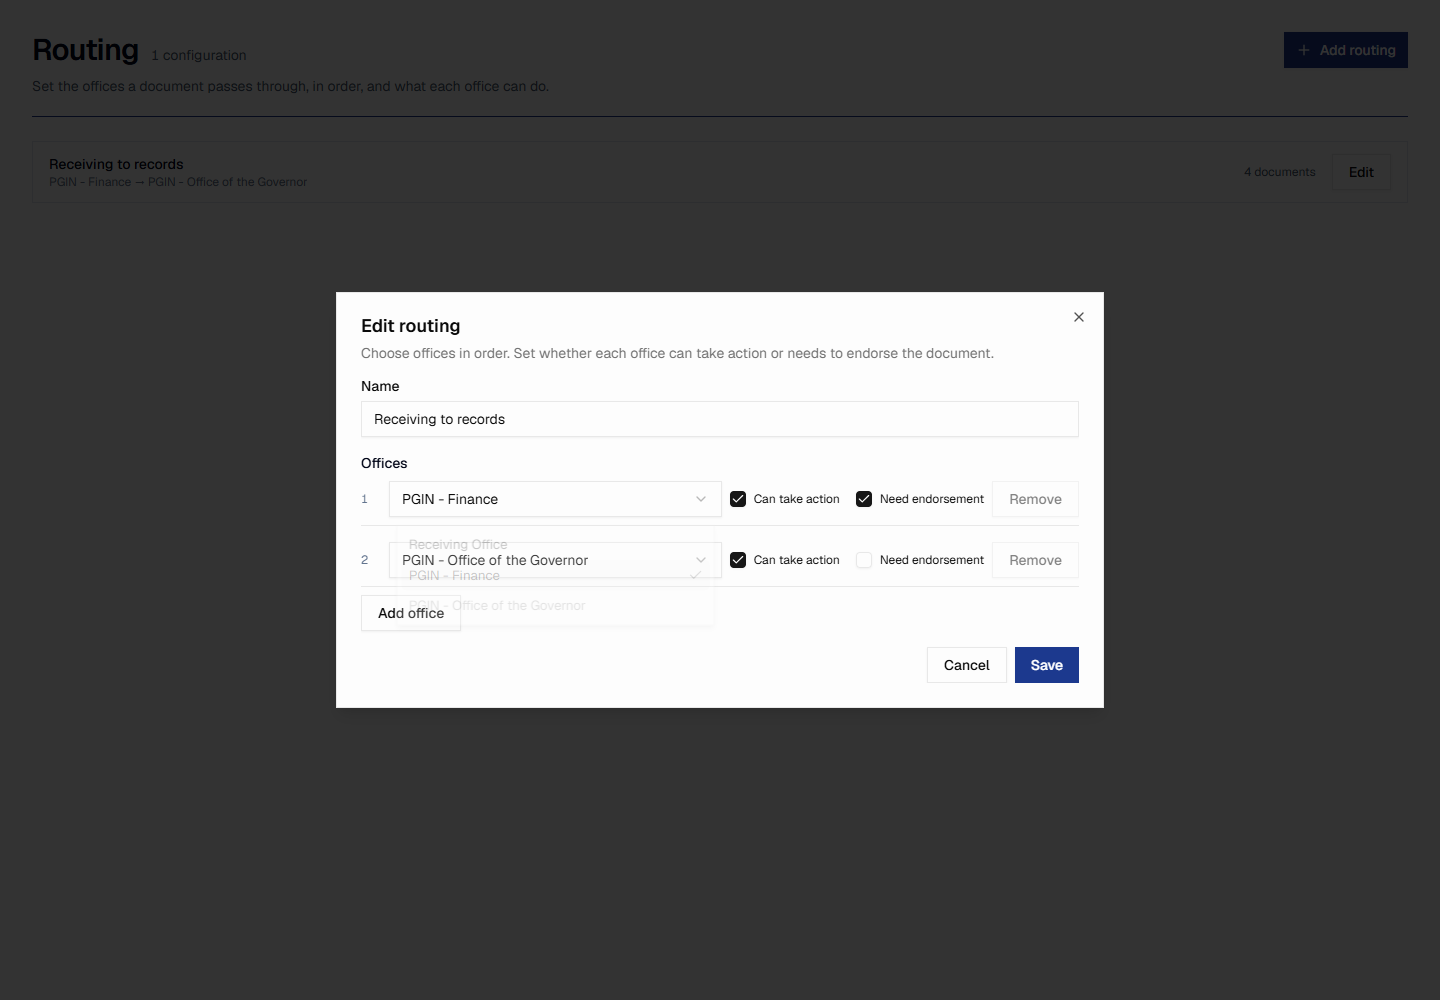 Routing 1 configuration
+ Add routing
Set the offices a document passes through, in order, and what each office can do.
Receiving to records
PGIN - Finance → PGIN - Office of the Governor
4 documents
Edit
Edit routing
Choose offices in order. Set whether each office can take action or needs to endorse the document.
Name
Receiving to records
Offices
1 PGIN - Finance Can take action Need endorsement Remove
Receiving Office
2 PGIN - Office of the Governor Can take action Need endorsement Remove
PGIN - Finance
PGIN - Office of the Governor
Add office
Cancel Save